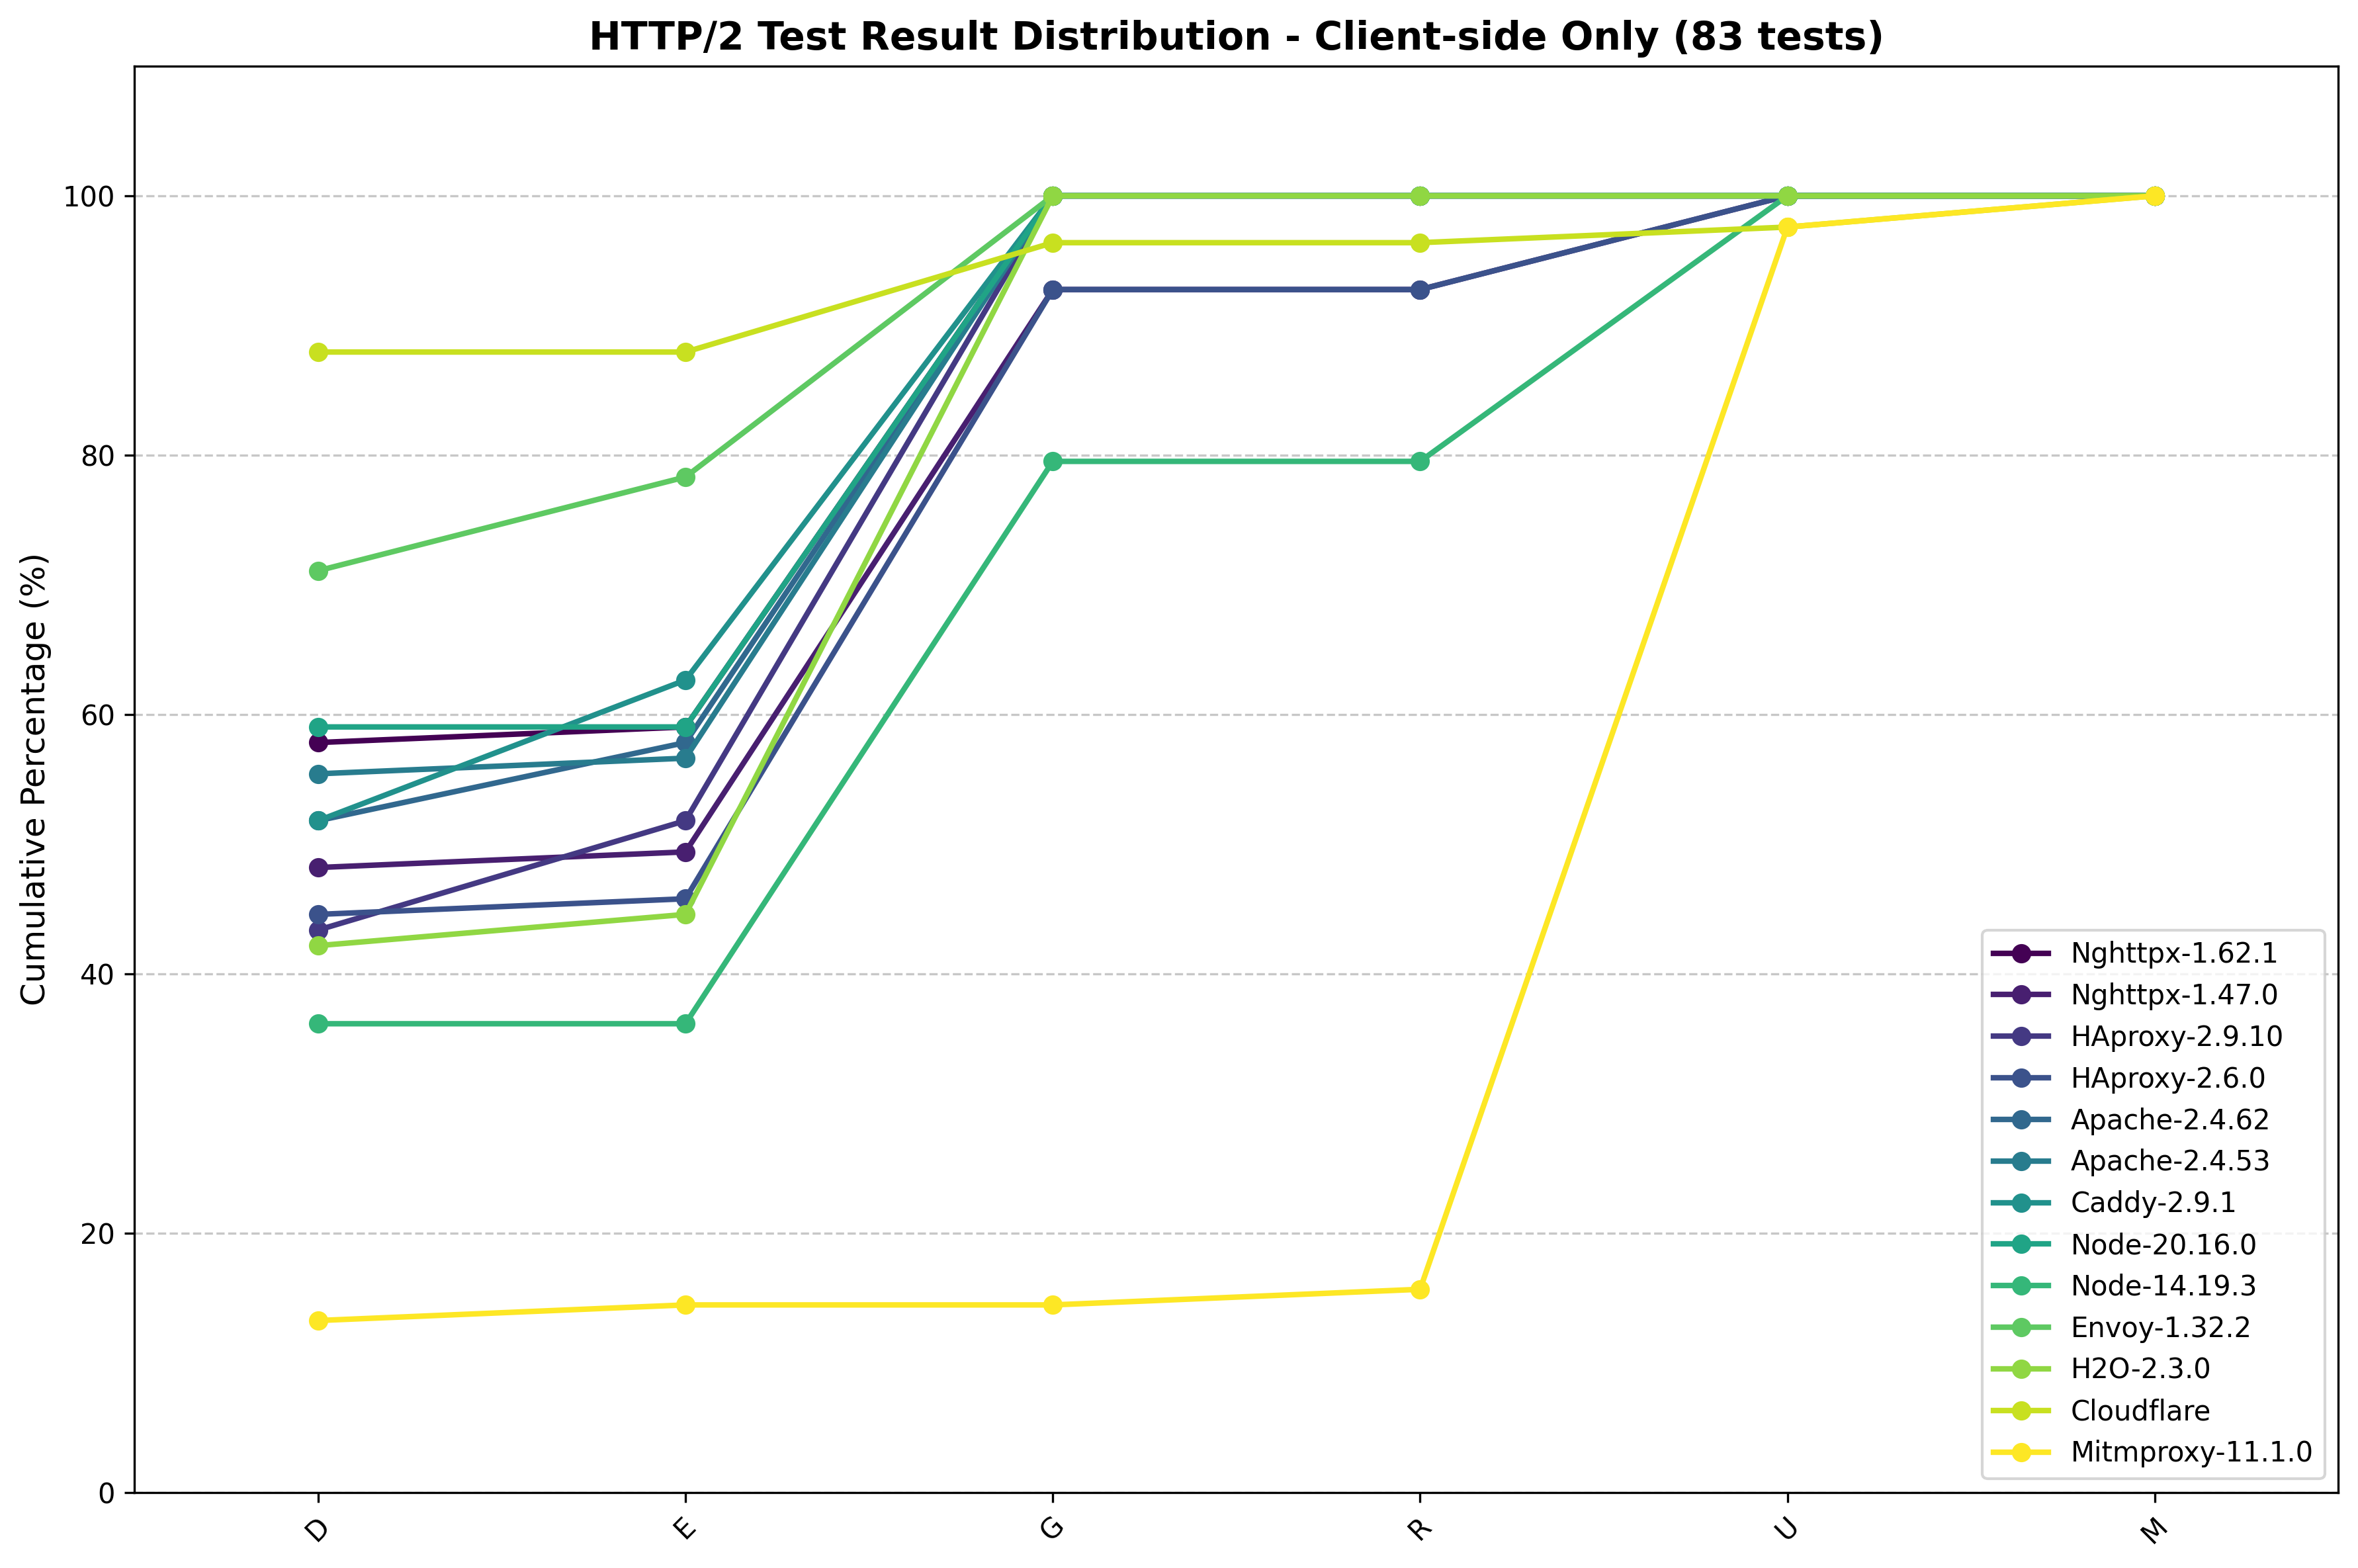 HTTP/2 Test Result Distribution - Client-side Only (83 tests)
Cumulative Percentage (%)
100
80
60
40
20
0
D
E
G
R
U
M
Nghttpx-1.62.1
Nghttpx-1.47.0
HAproxy-2.9.10
HAproxy-2.6.0
Apache-2.4.62
Apache-2.4.53
Caddy-2.9.1
Node-20.16.0
Node-14.19.3
Envoy-1.32.2
H2O-2.3.0
Cloudflare
Mitmproxy-11.1.0